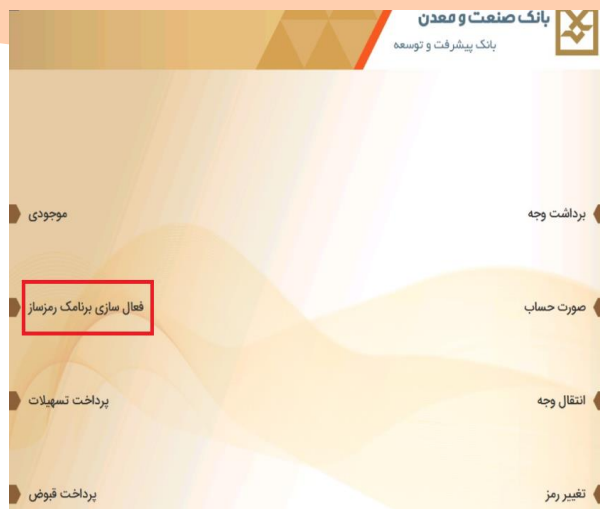 بانک صنعت و معدن
بانک پیشرفت و توسعه
برداشت وجه
موجودی
صورت حساب
فعال سازی برنامک رمزساز
انتقال وجه
پرداخت تسهیلات
تغییر رمز
پرداخت قبوض